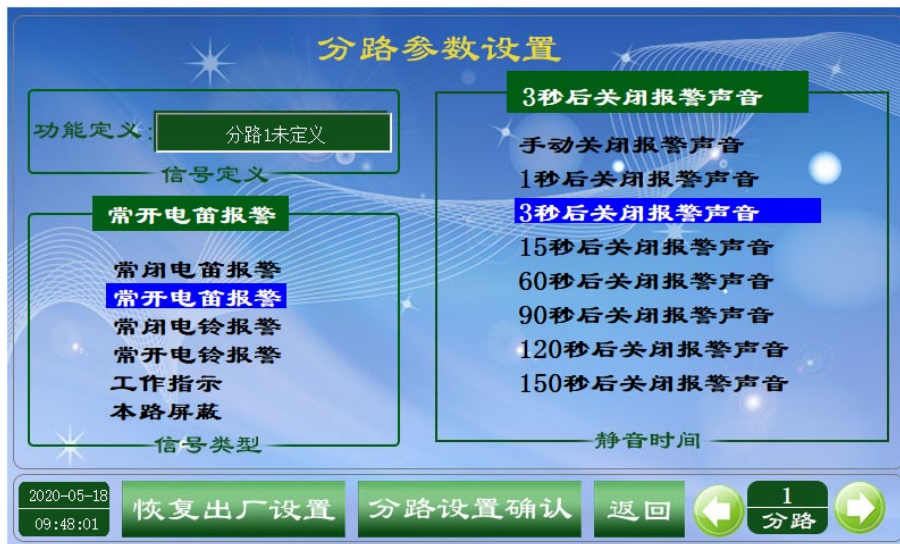 分路参数设置
功能定义:
分路1未定义
信号定义
常开电笛报警
常闭电笛报警
常开电笛报警
常闭电铃报警
常开电铃报警
工作指示
本路屏蔽
信号类型
3秒后关闭报警声音
手动关闭报警声音
1秒后关闭报警声音
3秒后关闭报警声音
15秒后关闭报警声音
60秒后关闭报警声音
90秒后关闭报警声音
120秒后关闭报警声音
150秒后关闭报警声音
静音时间
2020-05-18
09:48:01
恢复出厂设置
分路设置确认
返回
1
分路